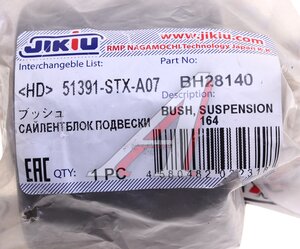 JIKIU
www.jikiu.com
RMP NAGAMOCHI Technology Japan
Interchangeable List:
Part No:
<HD> 51391-STX-A07
BH28140
Description:
ブッシュ
BUSH, SUSPENSION
САЙЛЕНТБЛОК ПОДВЕСКИ
164
EAC
QTY:
1 PC